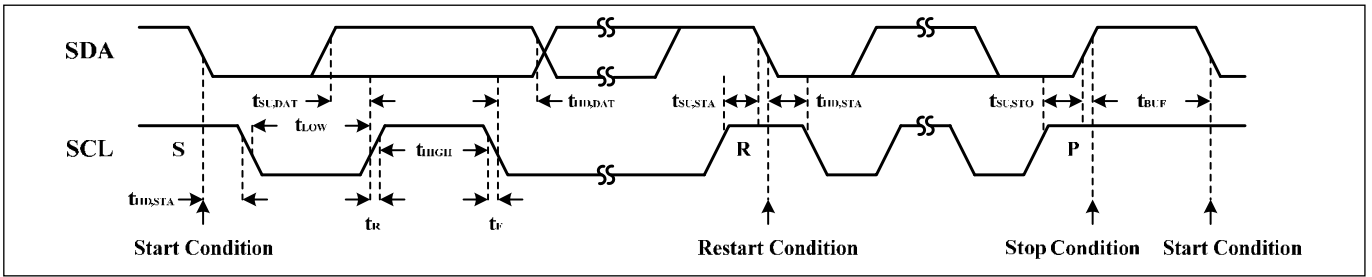 SDA
tSU,DAT
tHD,DAT
tSU,STA
tHD,STA
tSU,STO
tBUF
tLOW
SCL
S
tHIGH
R
P
tHD,STA
tR
tF
Start Condition
Restart Condition
Stop Condition
Start Condition